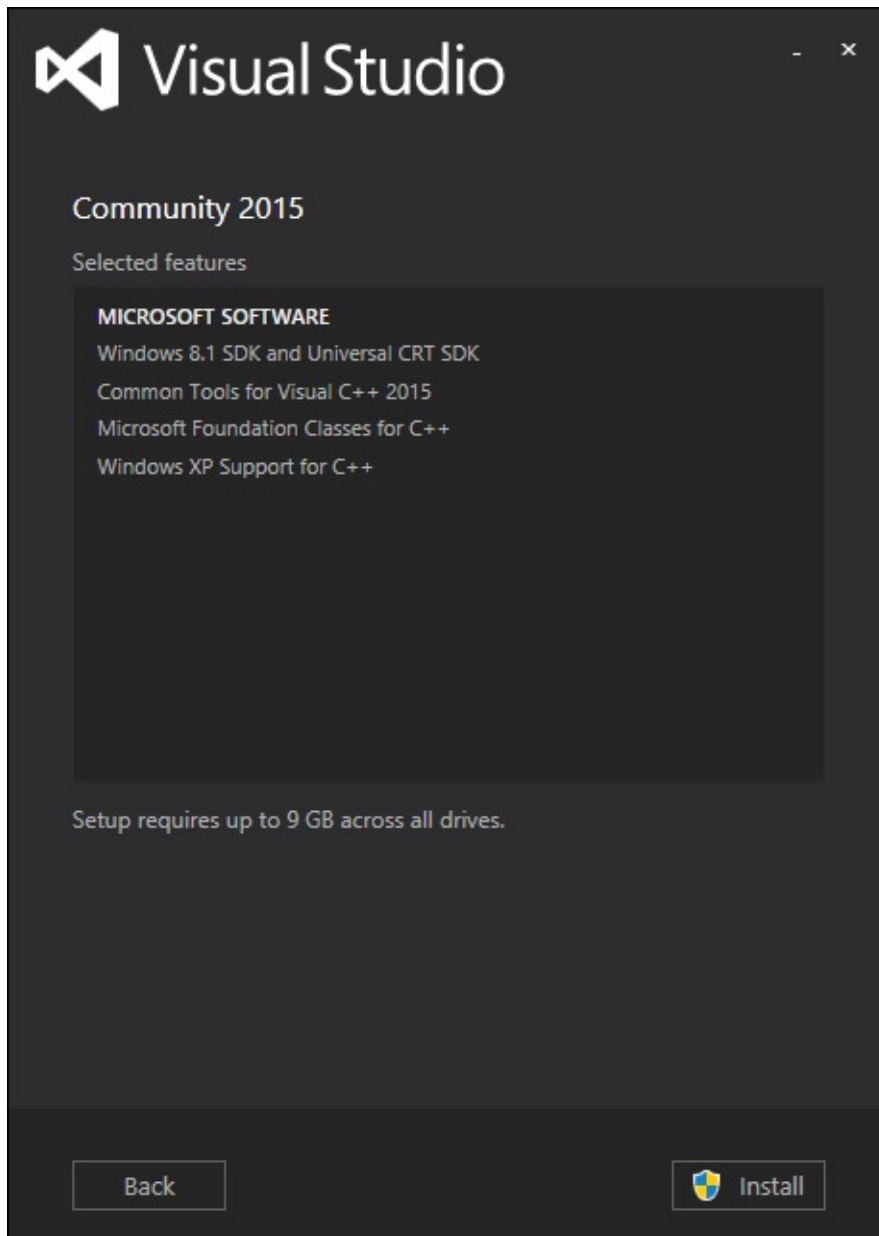 Visual Studio
Community 2015
Selected features
MICROSOFT SOFTWARE
Windows 8.1 SDK and Universal CRT SDK
Common Tools for Visual C++ 2015
Microsoft Foundation Classes for C++
Windows XP Support for C++
Setup requires up to 9 GB across all drives.
Back
Install